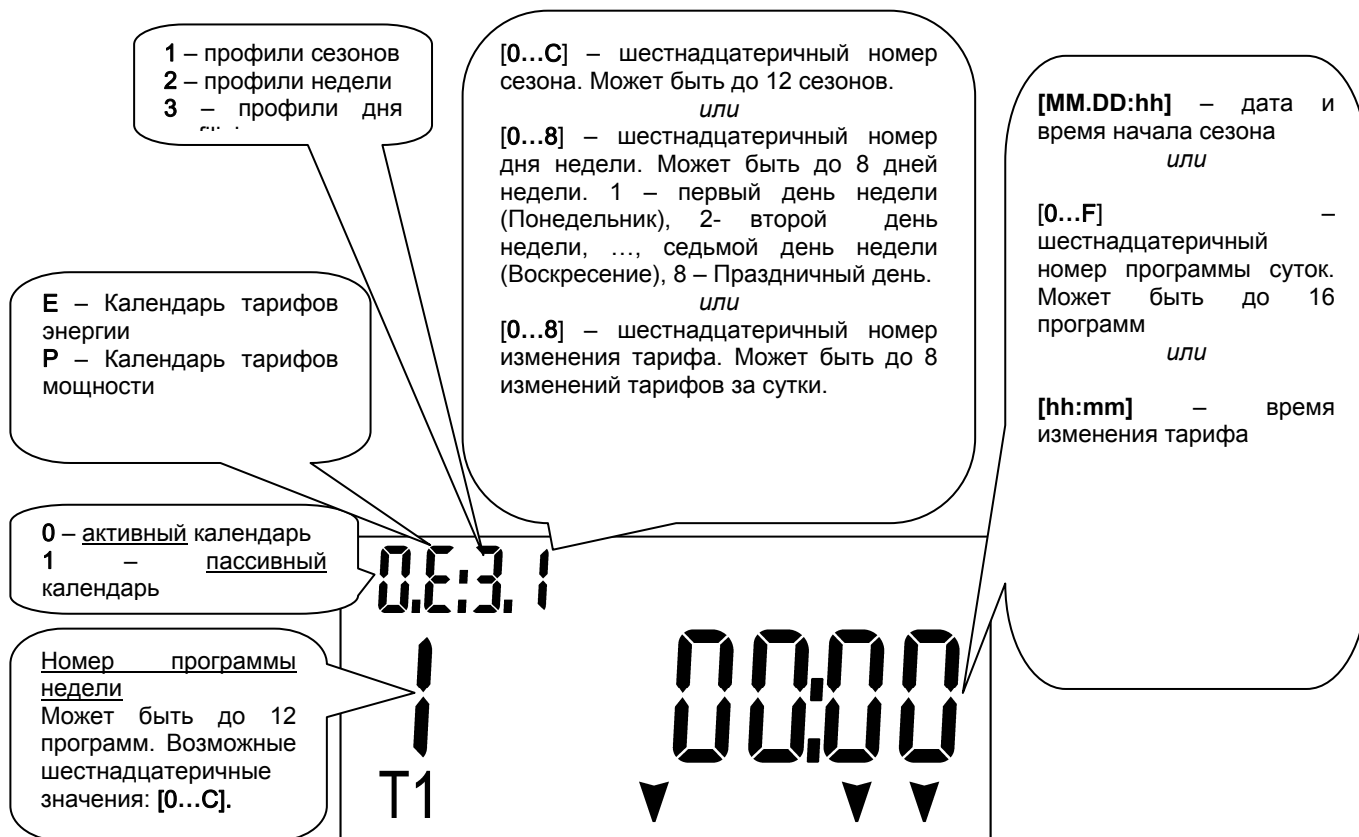 1 – профили сезонов
2 – профили недели
3 – профили дня
[0…C] – шестнадцатеричный номер
сезона. Может быть до 12 сезонов.
или
[0…8] – шестнадцатеричный номер
дня недели. Может быть до 8 дней
недели. 1 – первый день недели
(Понедельник), 2- второй день
недели, …, седьмой день недели
(Воскресение), 8 – Праздничный день.
или
[0…8] – шестнадцатеричный номер
изменения тарифа. Может быть до 8
изменений тарифов за сутки.
[MM.DD:hh] – дата и
время начала сезона
или
[0…F] –
шестнадцатеричный
номер программы суток.
Может быть до 16
программ
или
[hh:mm] – время
изменения тарифа
E – Календарь тарифов
энергии
P – Календарь тарифов
мощности
0 – активный календарь
1 – пассивный
календарь
Номер программы
недели
Может быть до 12
программ. Возможные
шестнадцатеричные
значения: [0…C].
0.E:3.1
1
00:00
T1